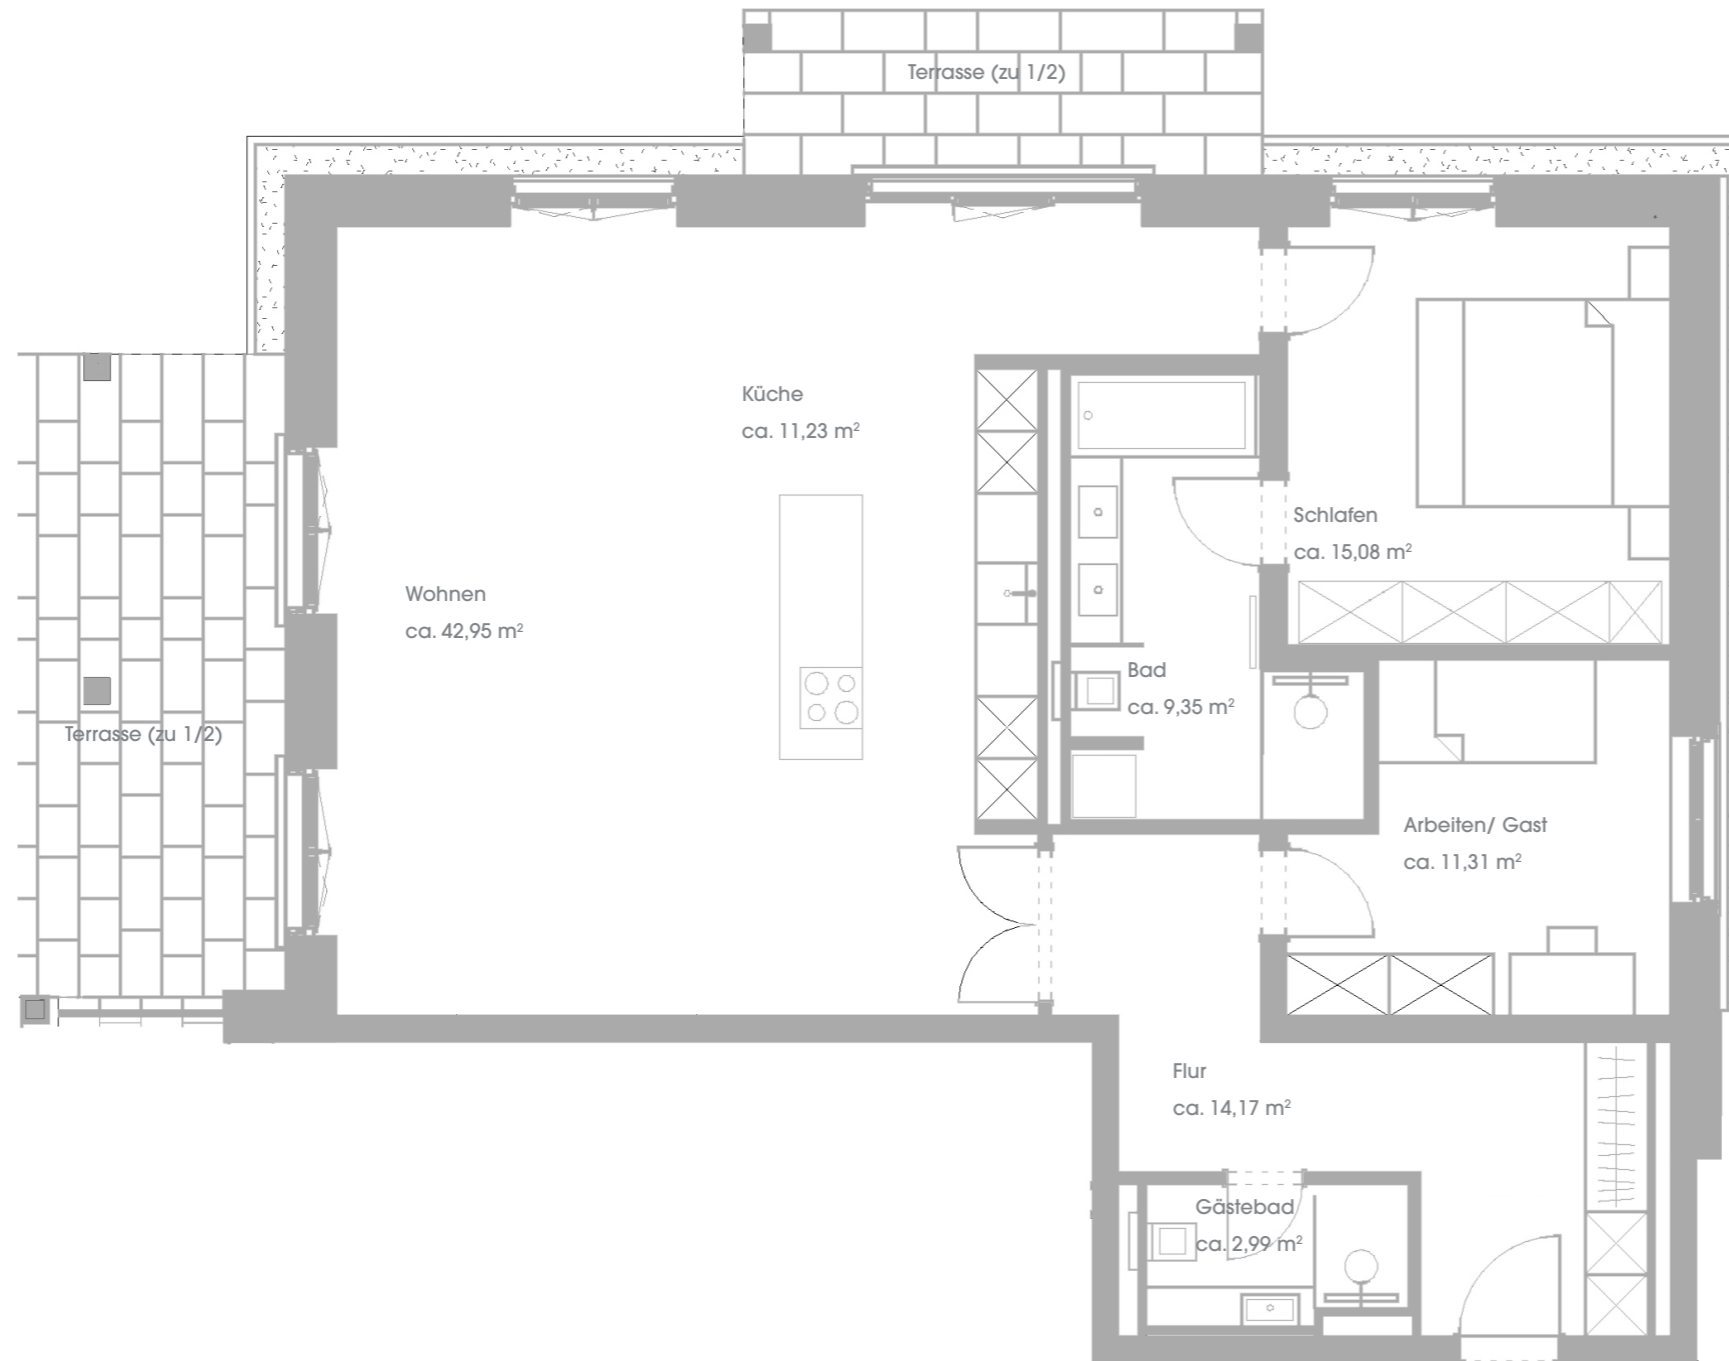 Terrasse (zu 1/2)
Küche
ca. 11,23 m²
Schlafen
ca. 15,08 m²
Wohnen
ca. 42,95 m²
Bad
ca. 9,35 m²
Terrasse (zu 1/2)
Arbeiten/ Gast
ca. 11,31 m²
Flur
ca. 14,17 m²
Gästebad
ca. 2,99 m²